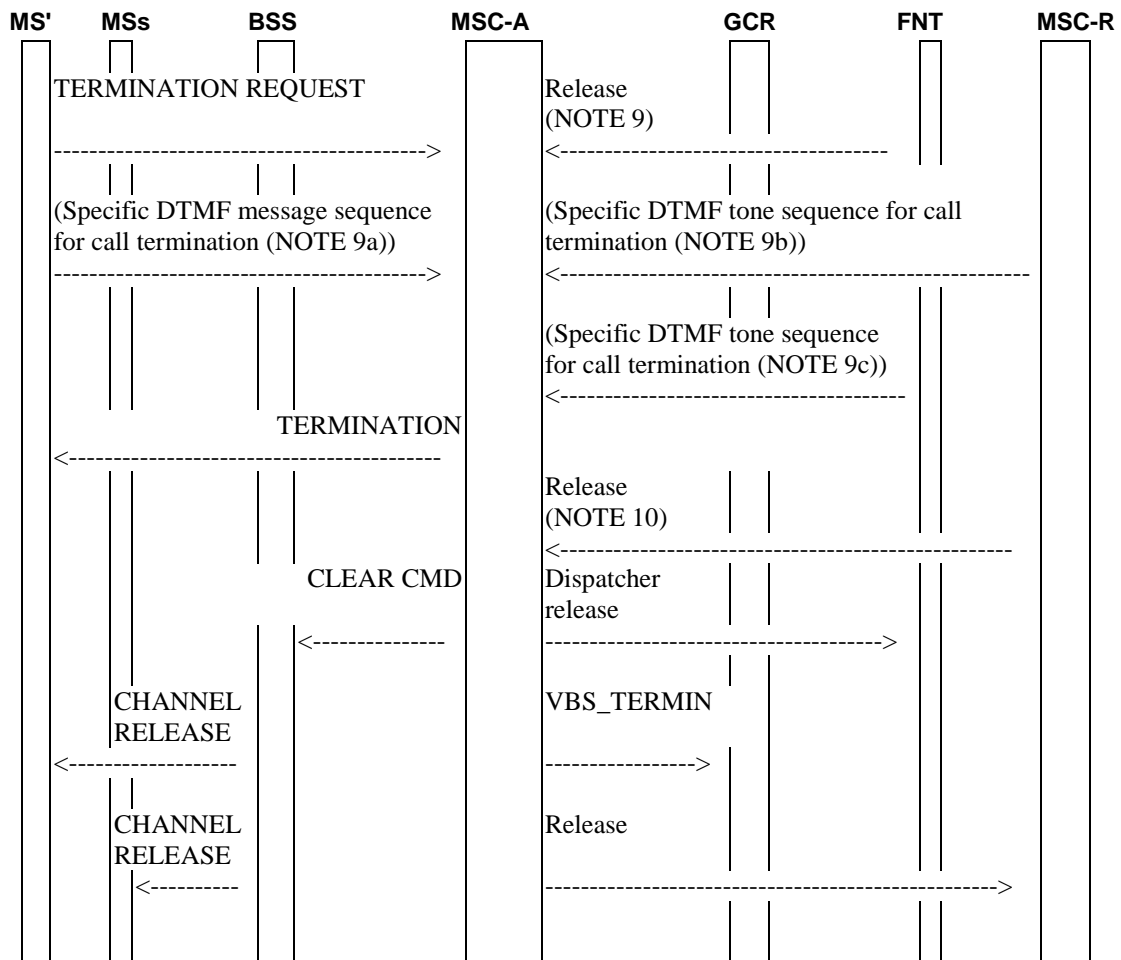 MS' MSs BSS MSC-A GCR FNT MSC-R
TERMINATION REQUEST
Release
(NOTE 9)
(Specific DTMF message sequence
for call termination (NOTE 9a))
(Specific DTMF tone sequence for call
termination (NOTE 9b))
(Specific DTMF tone sequence
for call termination (NOTE 9c))
TERMINATION
Release
(NOTE 10)
CLEAR CMD
Dispatcher
release
CHANNEL
RELEASE
VBS_TERMIN
CHANNEL
RELEASE
Release